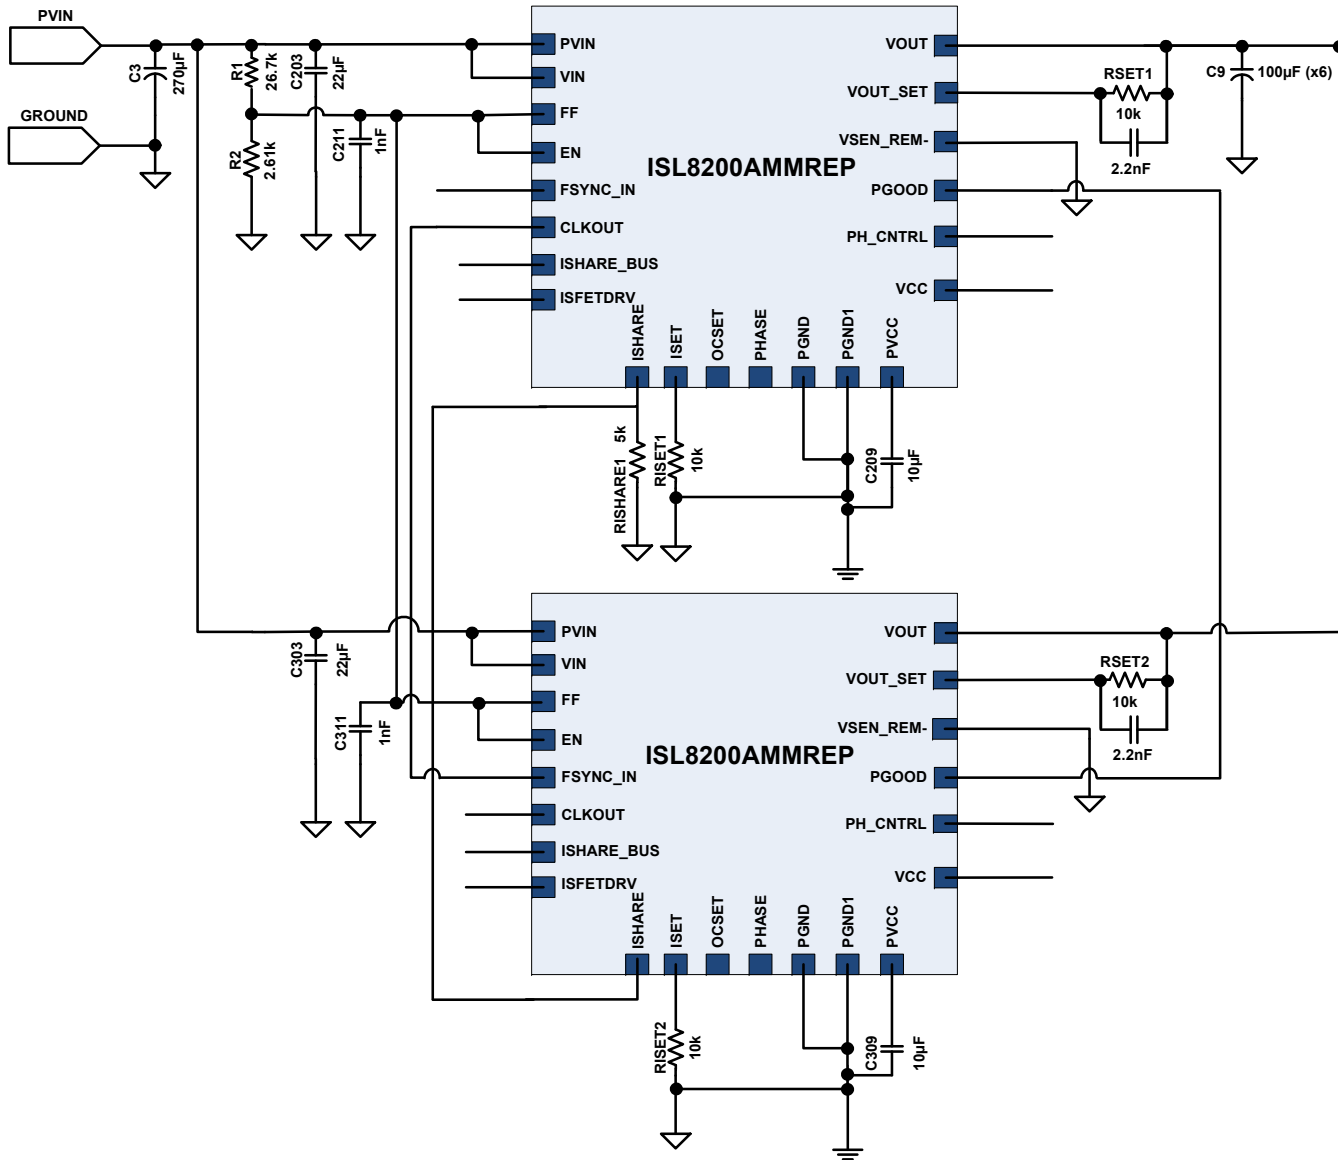 PVIN
GROUND
C3
270µF
R1
26.7k
C203
22µF
R2
2.61k
C211
1nF
PVIN
VIN
FF
EN
FSYNC_IN
CLKOUT
ISHARE_BUS
ISFETDRV
ISL8200AMMREP
VOUT
VOUT_SET
VSEN_REM-
PGOOD
PH_CNTRL
VCC
ISHARE
ISET
OCSET
PHASE
PGND
PGND1
PVCC
RSET1
10k
2.2nF
C9
100µF (x6)
RISHARE1
5k
RISET1
10k
C209
10µF
C303
22µF
C311
1nF
PVIN
VIN
FF
EN
FSYNC_IN
CLKOUT
ISHARE_BUS
ISFETDRV
ISL8200AMMREP
VOUT
VOUT_SET
VSEN_REM-
PGOOD
PH_CNTRL
VCC
ISHARE
ISET
OCSET
PHASE
PGND
PGND1
PVCC
RSET2
10k
2.2nF
RISET2
10k
C309
10µF